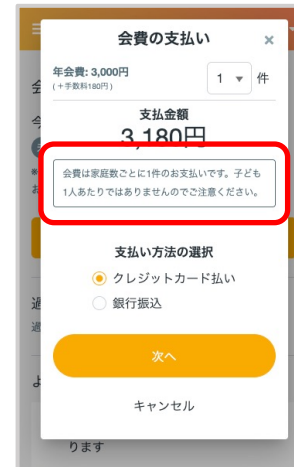 会費の支払い ×
年会費: 3,000円
(+手数料180円)
1 ▼ 件
支払金額
3,180円
会費は家庭数ごとに1件のお支払いです。子ども
1人あたりではありませんのでご注意ください。
支払い方法の選択
クレジットカード払い
銀行振込
次へ
キャンセル
ります